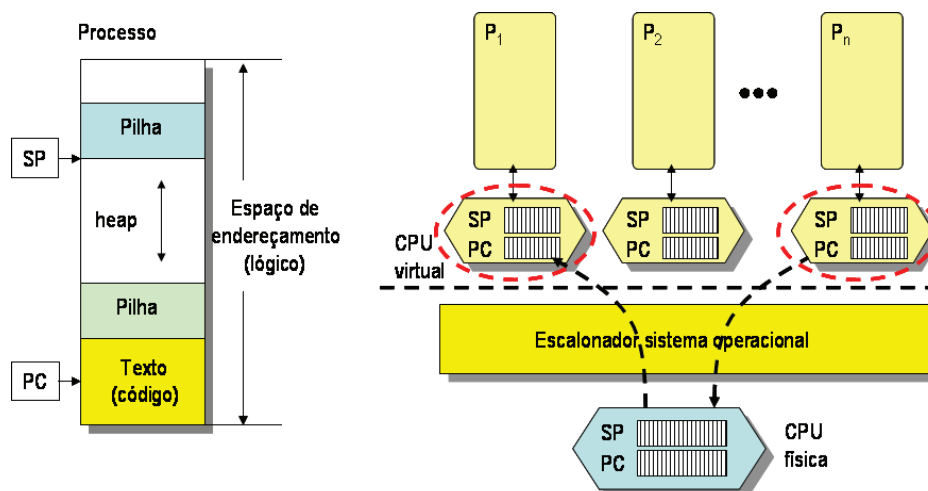 Processo
Pilha
SP
heap
Espaço de
endereçamento
(lógico)
Pilha
PC
Texto
(código)
P1
P2
Pn
•••
SP
PC
SP
PC
SP
PC
CPU
virtual
Escalonador sistema operacional
SP
PC
CPU
física